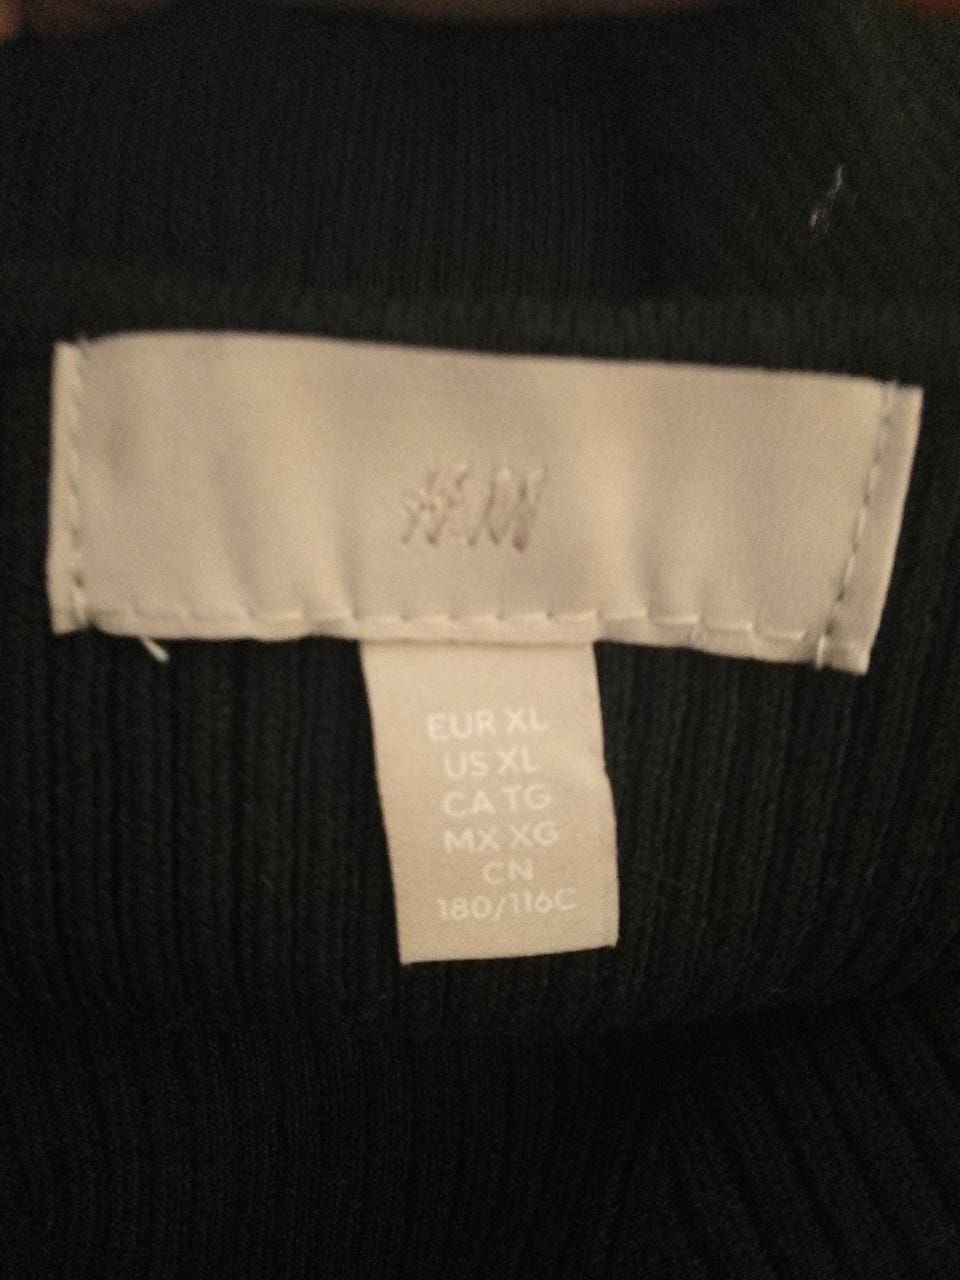 H&M
EUR XL
US XL
CA TG
MX XG
CN
180/116C